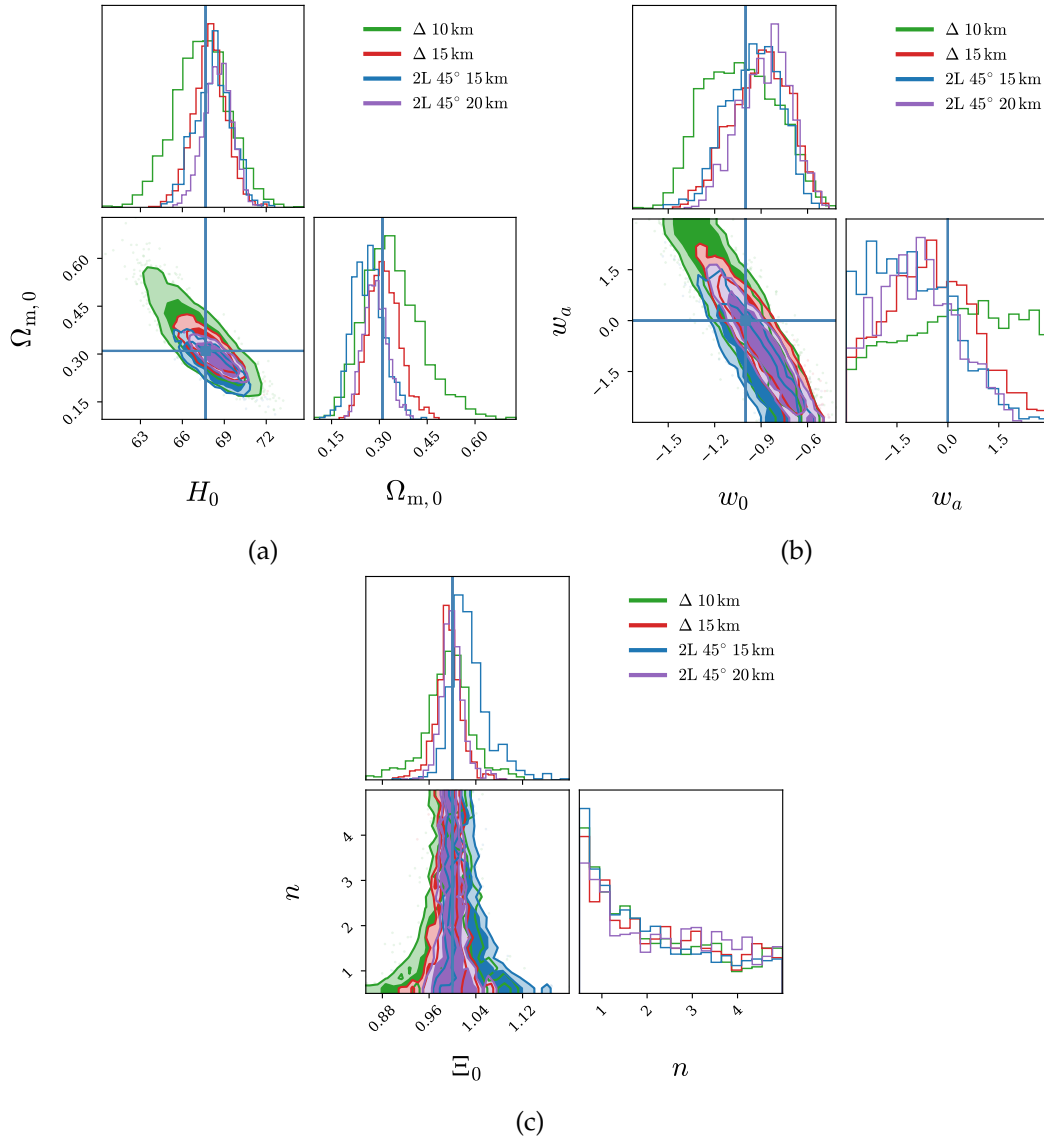 Δ 10 km
Δ 15 km
2L 45° 15 km
2L 45° 20 km
0.60
0.45
0.30
0.15
Ωm,0
63
66
69
72
H0
0.15
0.30
0.45
0.60
Ωm,0
(a)
Δ 10 km
Δ 15 km
2L 45° 15 km
2L 45° 20 km
1.5
0.0
−1.5
wa
−1.5
−1.2
−0.9
−0.6
w0
−1.5
0.0
1.5
wa
(b)
Δ 10 km
Δ 15 km
2L 45° 15 km
2L 45° 20 km
4
3
2
1
n
0.88
0.96
1.04
1.12
Ξ0
1
2
3
4
n
(c)